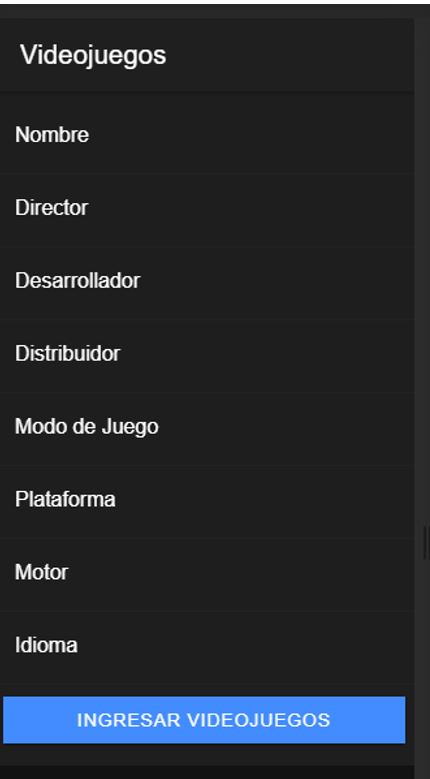 Videojuegos
Nombre
Director
Desarrollador
Distribuidor
Modo de Juego
Plataforma
Motor
Idioma
INGRESAR VIDEOJUEGOS